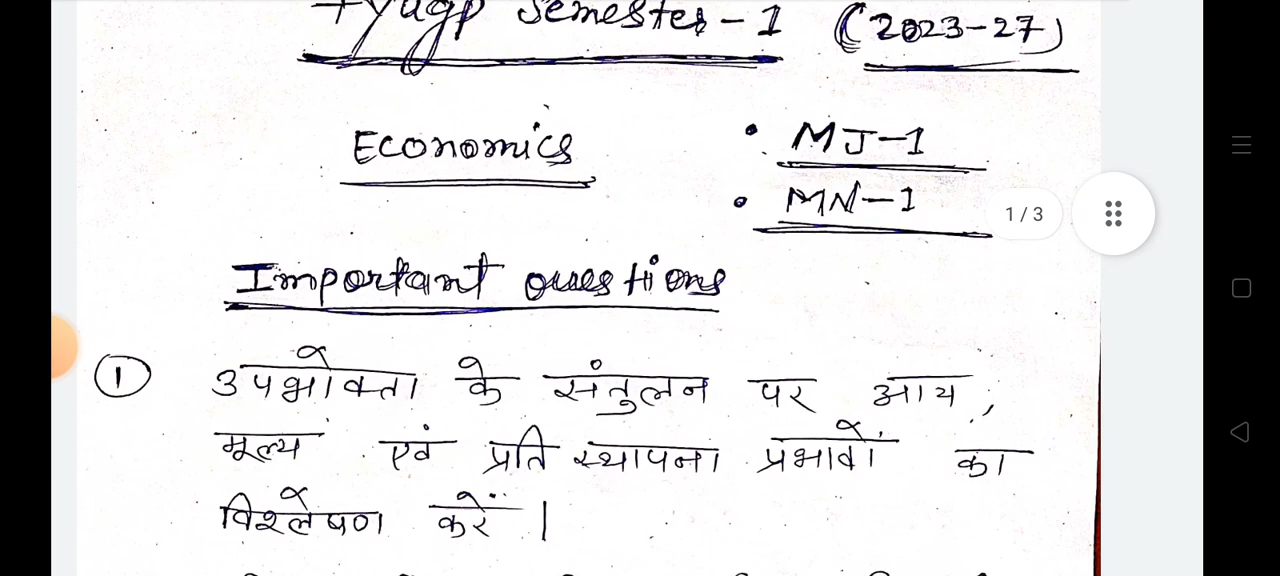 Fyugp Semester-1 (2023-27)
Economics
• MJ-1
• MN-1
1/3
Important Questions
① उपभोक्ता के संतुलन पर आय,
मूल्य एवं प्रतिस्थापना प्रभावों का
विश्लेषण करें।